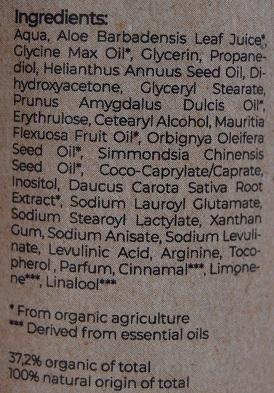 Ingredients:
Aqua, Aloe Barbadensis Leaf Juice*,
Glycine Max Oil*, Glycerin, Propane-
diol, Helianthus Annuus Seed Oil, Di-
hydroxyacetone, Glyceryl Stearate,
Prunus Amygdalus Dulcis Oil*,
Erythrulose, Cetearyl Alcohol, Mauritia
Flexuosa Fruit Oil*, Orbignya Oleifera
Seed Oil*, Simmondsia Chinensis
Seed Oil*, Coco-Caprylate/Caprate,
Inositol, Daucus Carota Sativa Root
Extract*, Sodium Lauroyl Glutamate,
Sodium Stearoyl Lactylate, Xanthan
Gum, Sodium Anisate, Sodium Levuli-
nate, Levulinic Acid, Arginine, Toco-
pherol, Parfum, Cinnamal***, Limone-
ne***, Linalool***
* From organic agriculture
*** Derived from essential oils
37,2% organic of total
100% natural origin of total